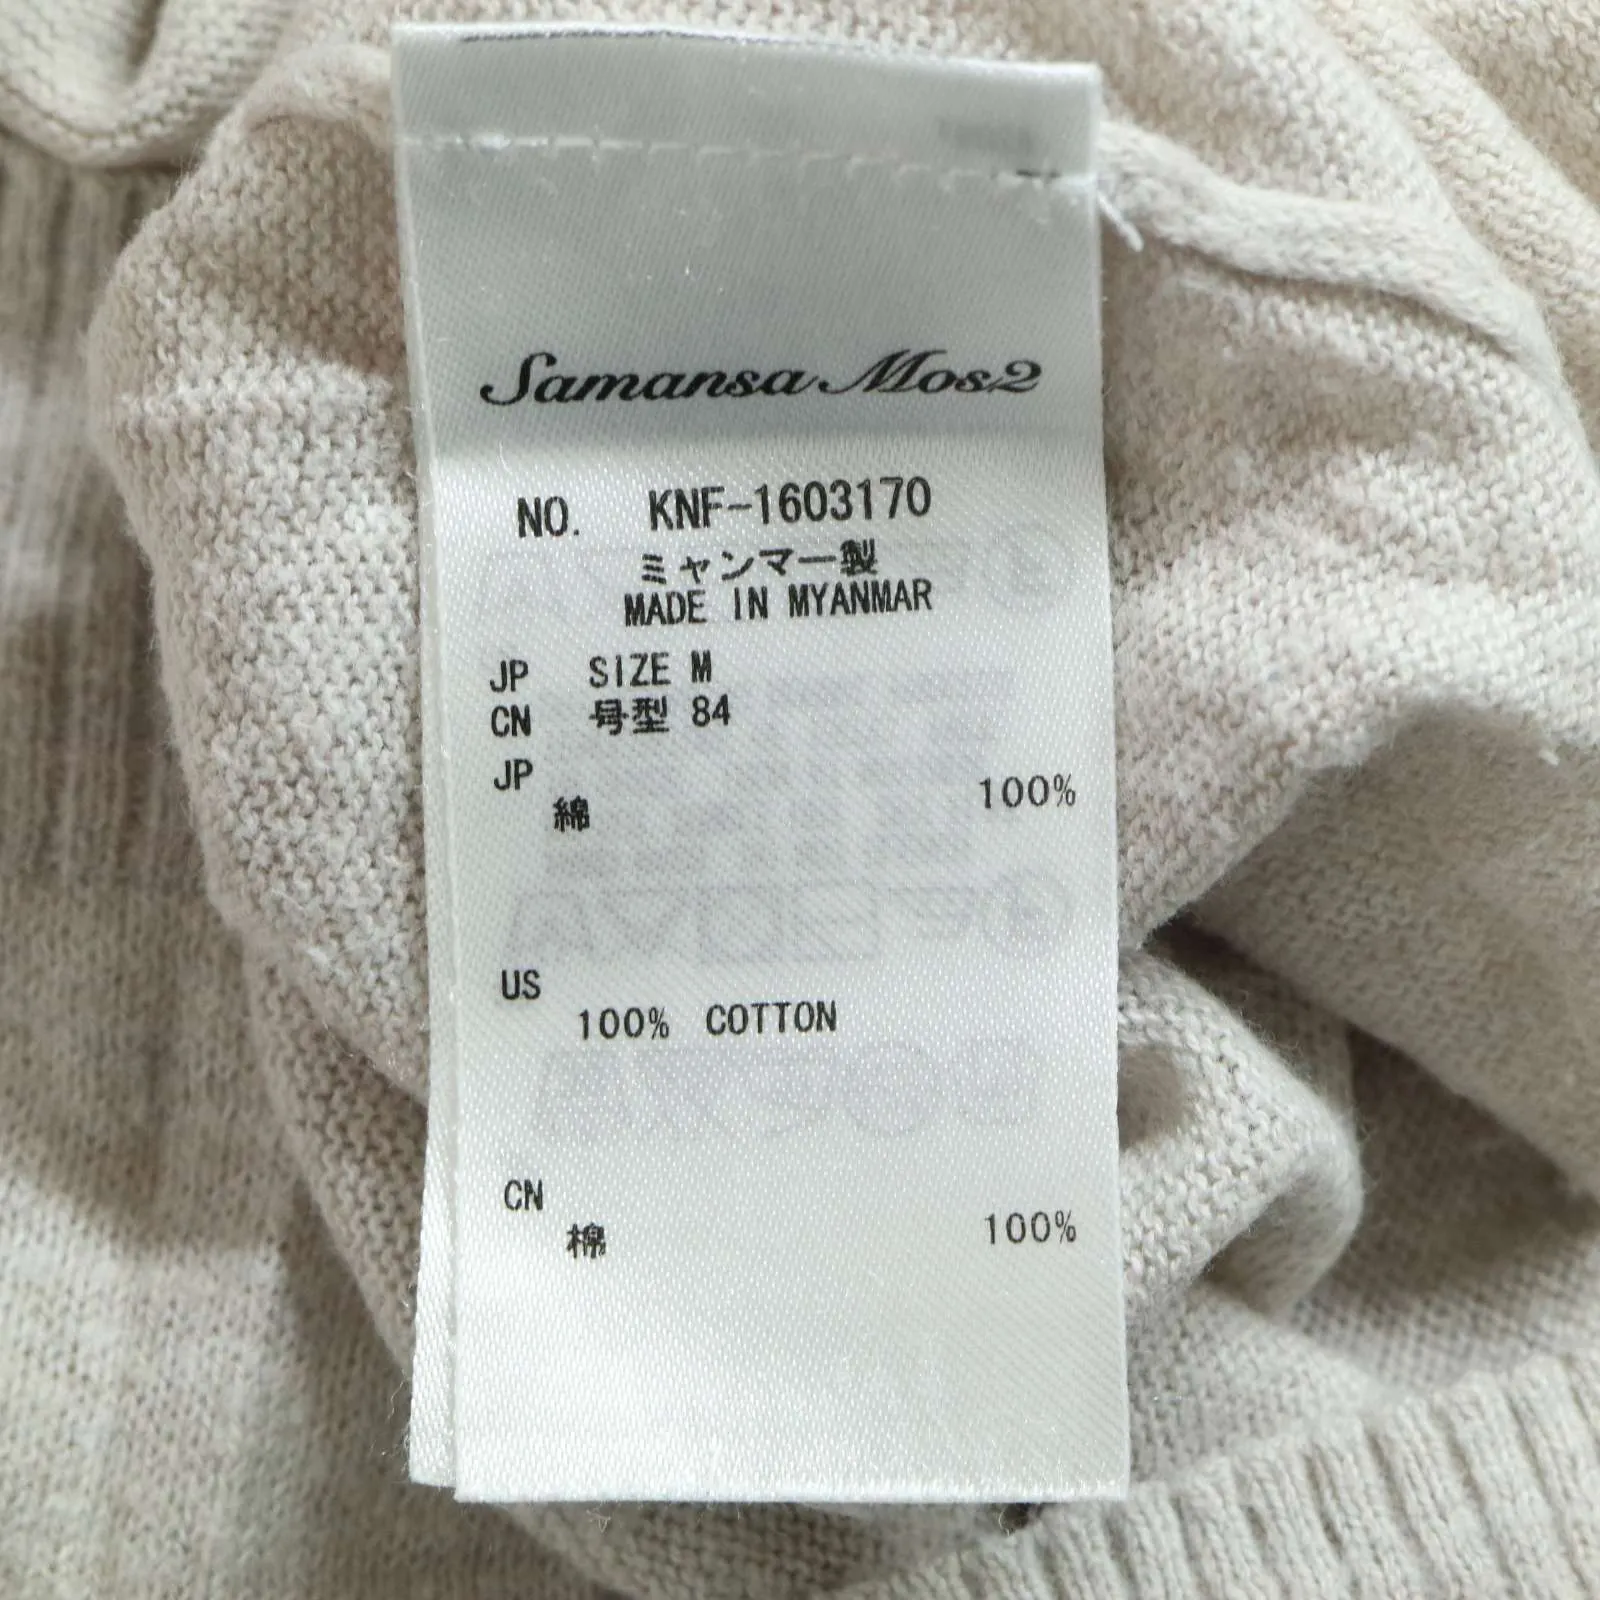 Samansa Mos2
NO. KNF-1603170
ミャンマー製
MADE IN MYANMAR
JP SIZE M
CN 号型 84
JP
綿 100%
US
100% COTTON
CN
棉 100%